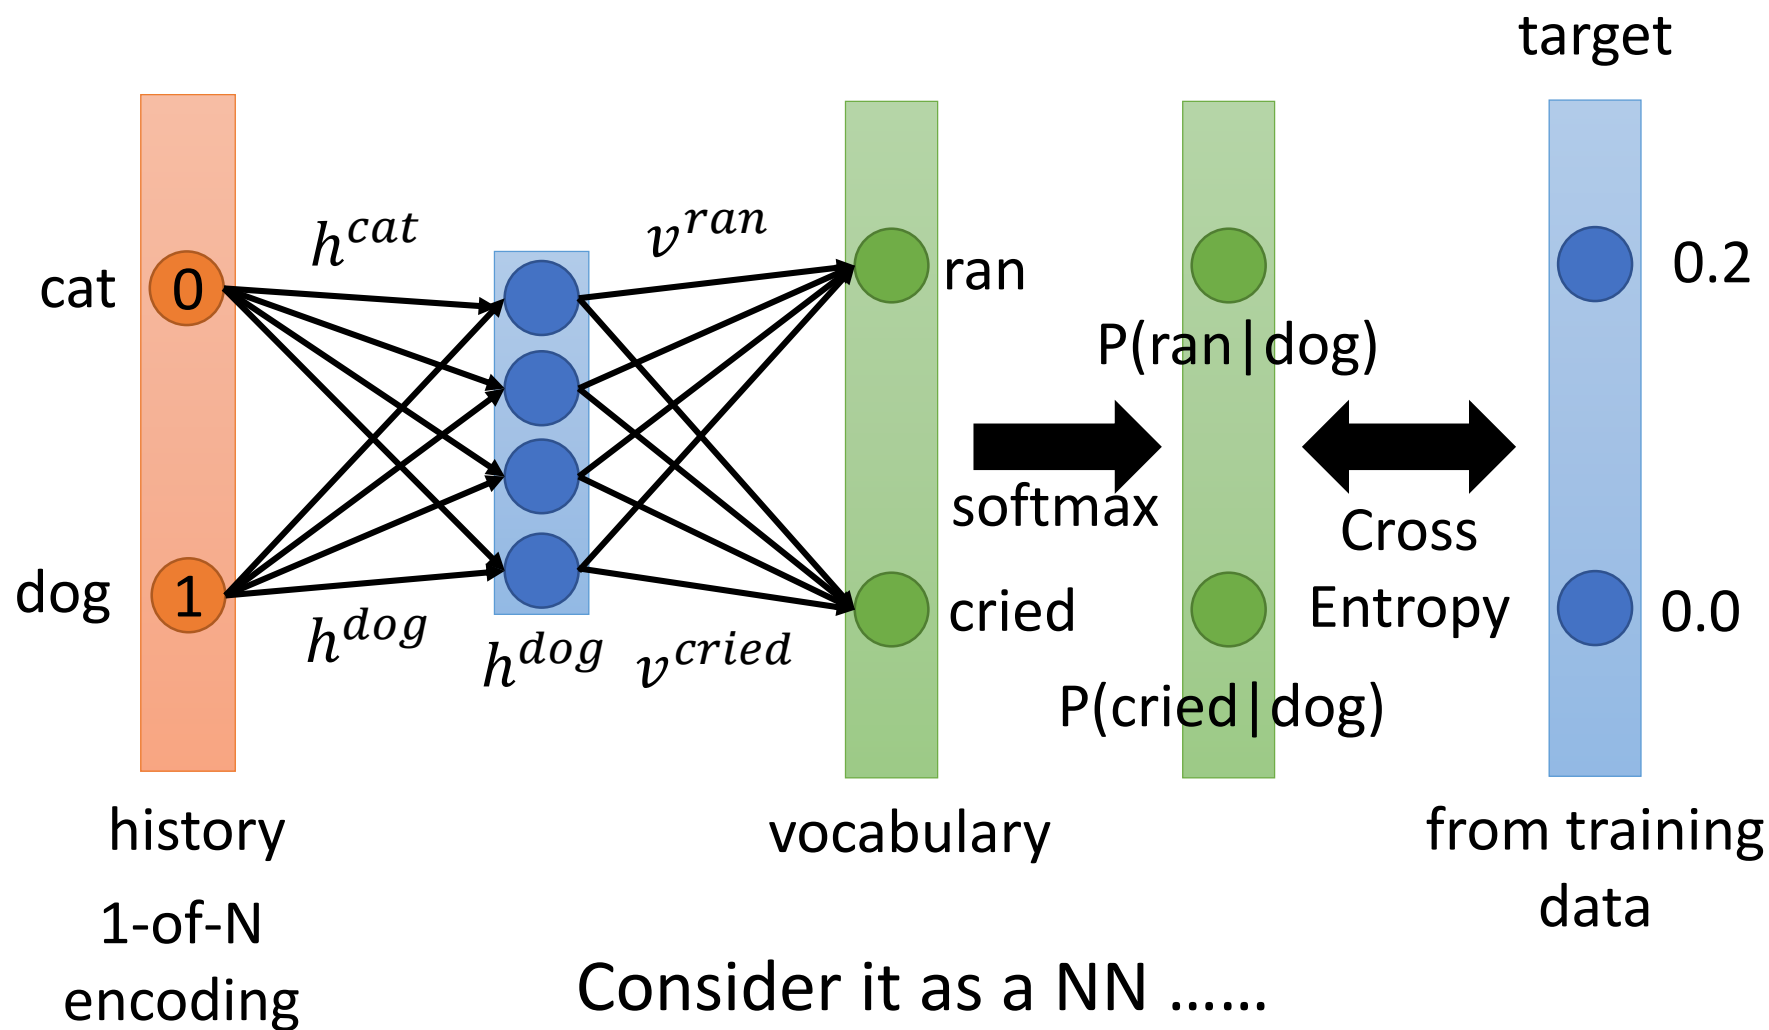 target
cat
0
h^{cat}
v^{ran}
ran
0.2
P(ran|dog)
softmax
Cross
Entropy
dog
1
h^{dog}
h^{dog}
v^{cried}
cried
0.0
P(cried|dog)
history
1-of-N
encoding
vocabulary
from training
data
Consider it as a NN ......